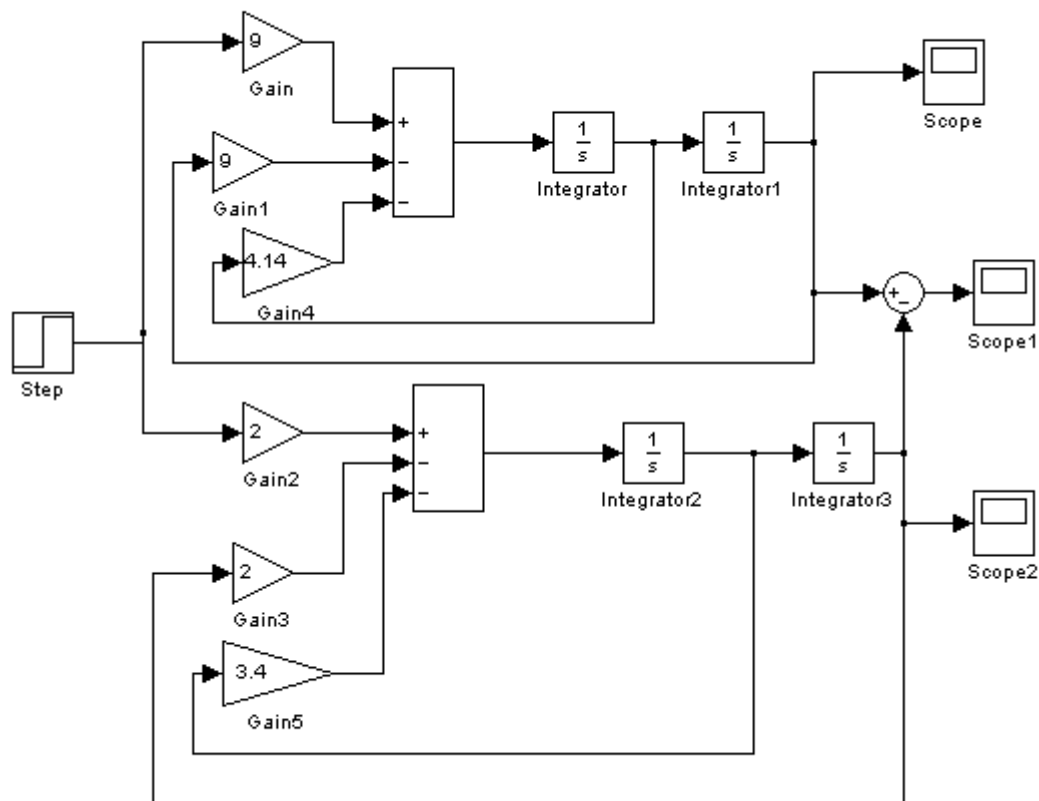 9
Gain
+
−
−
9
Gain1
4.14
Gain4
1
s
Integrator
1
s
Integrator1
Scope
+
−
Scope1
Step
2
Gain2
+
−
−
1
s
Integrator2
1
s
Integrator3
Scope2
2
Gain3
3.4
Gain5